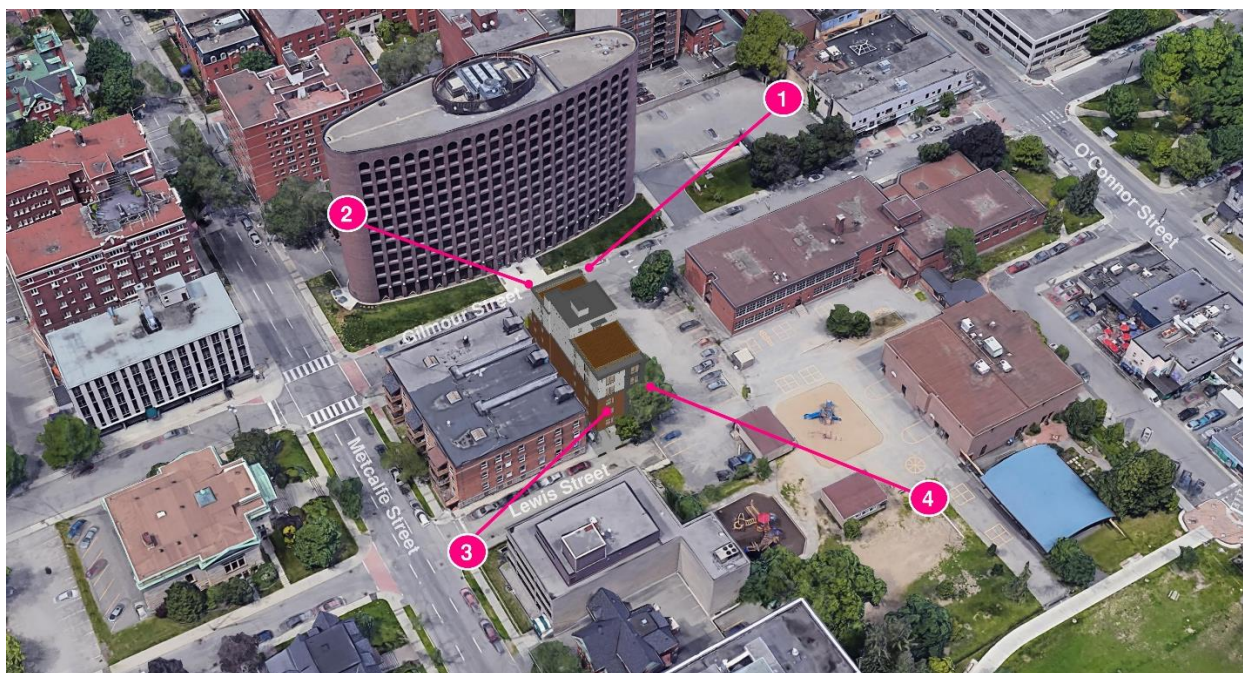 1
O'Connor Street
2
Gilmour Street
Metcalfe Street
Lewis Street
4
3